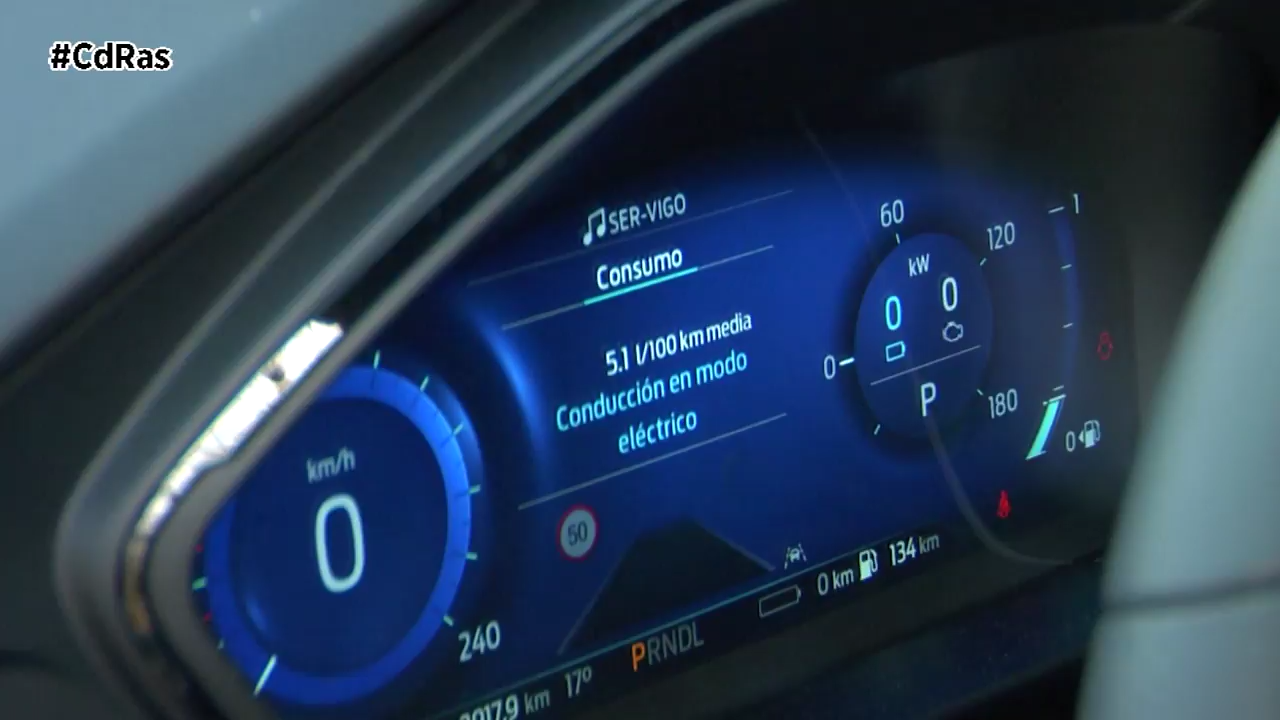 #CdRas
SER-VIGO
Consumo
5.1 l/100 km media
Conducción en modo
eléctrico
km/h
0
240
50
60
120
kW
0 0
0
P
180
1
0
0 km 134 km
PRNDL
17º
km